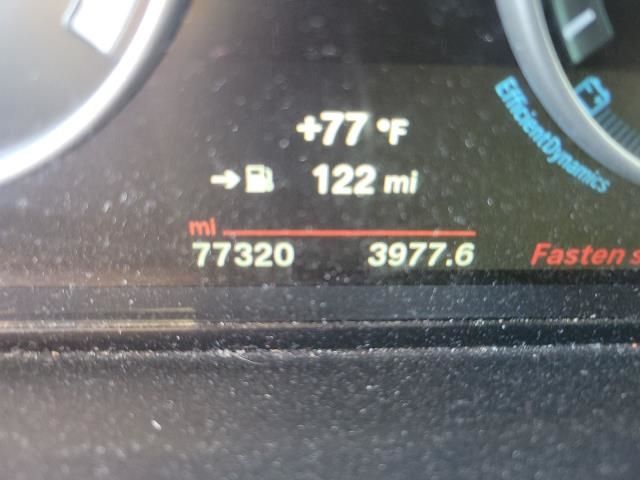 +77 °F
➔ 122 mi
EfficientDynamics
mi
77320 3977.6
Fasten s